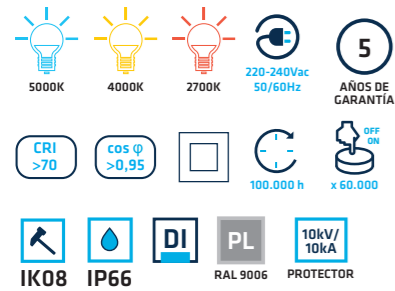 5000K
4000K
2700K
220-240Vac
50/60Hz
5
AÑOS DE
GARANTÍA
CRI
>70
cos φ
>0,95
100.000 h
OFF
ON
x 60.000
IK08
IP66
DI
PL
RAL 9006
10kV/
10kA
PROTECTOR